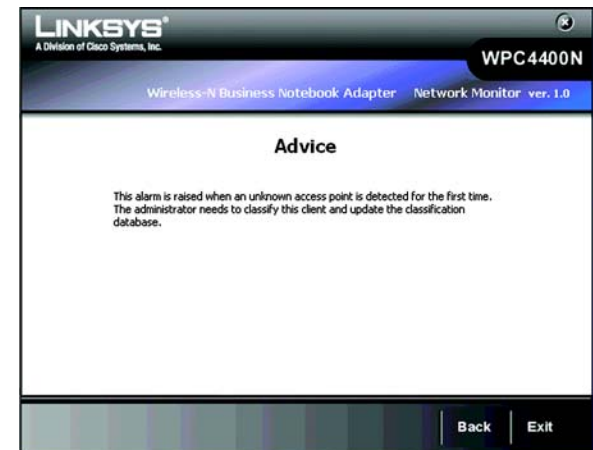 LINKSYS®
A Division of Cisco Systems, Inc.
WPC4400N
Wireless-N Business Notebook Adapter Network Monitor ver. 1.0
Advice
This alarm is raised when an unknown access point is detected for the first time.
The administrator needs to classify this client and update the classification
database.
Back Exit